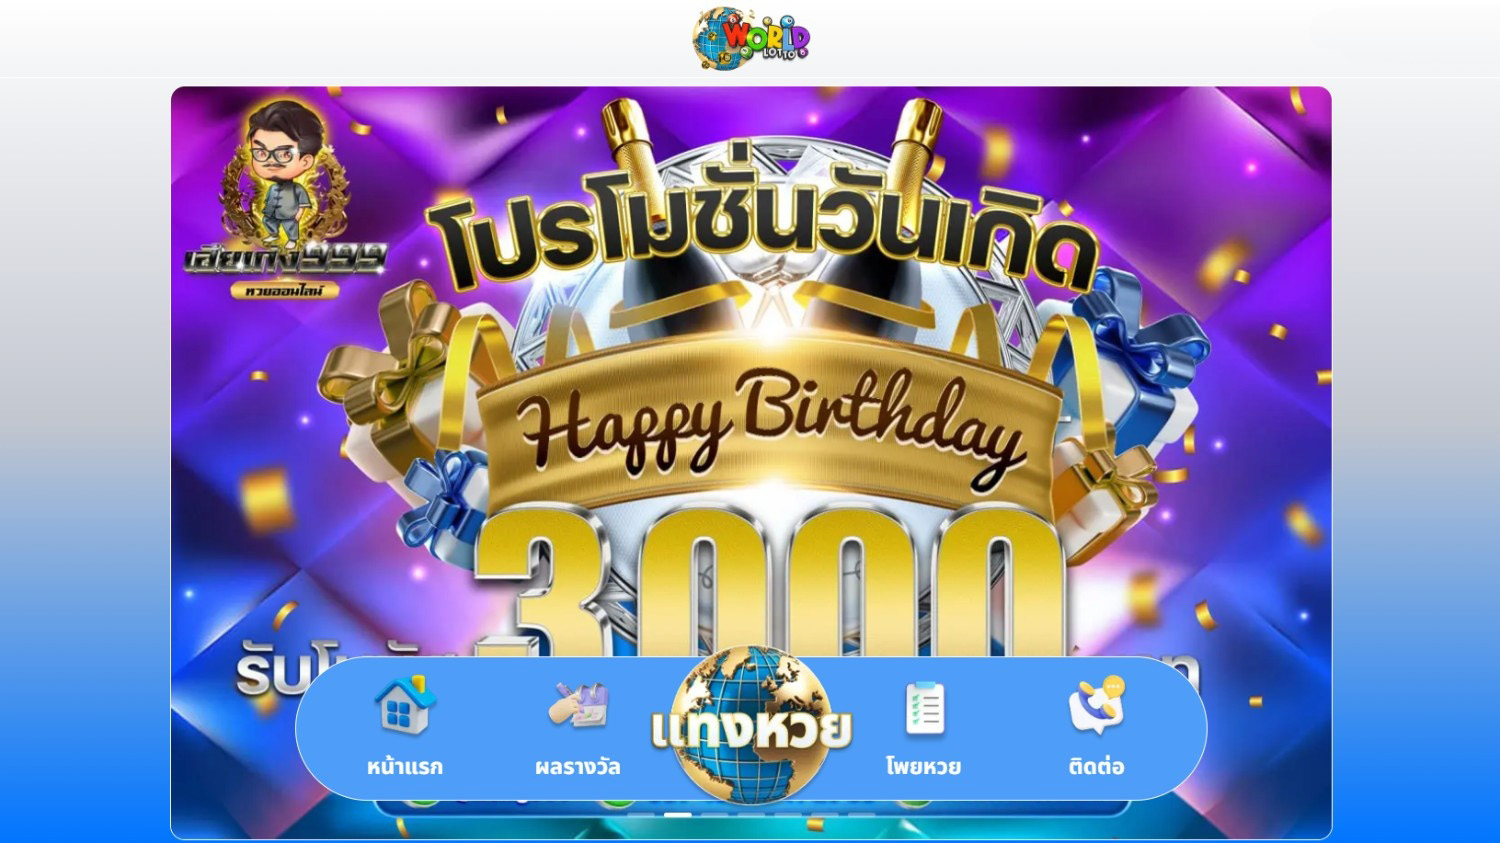 WORLD
LOTTO
เฮียเก่ง999
หวยออนไลน์
โปรโมชั่นวันเกิด
Happy Birthday
3,000
หน้าแรก
ผลรางวัล
แทงหวย
โพยหวย
ติดต่อ